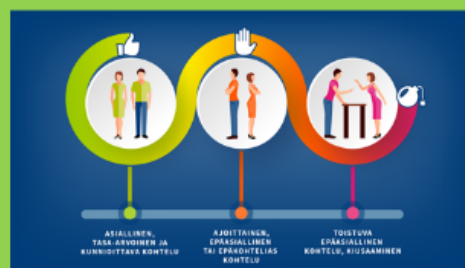 ASIALLINEN,
TASA-ARVOINEN JA
KUNNIOITTAVA KOHTELU
AJOITTAINEN,
EPÄASIALLINEN
TAI EPÄKOHTELIAS
KOHTELU
TOISTUVA
EPÄASIALLINEN
KOHTELU, KIUSAAMINEN